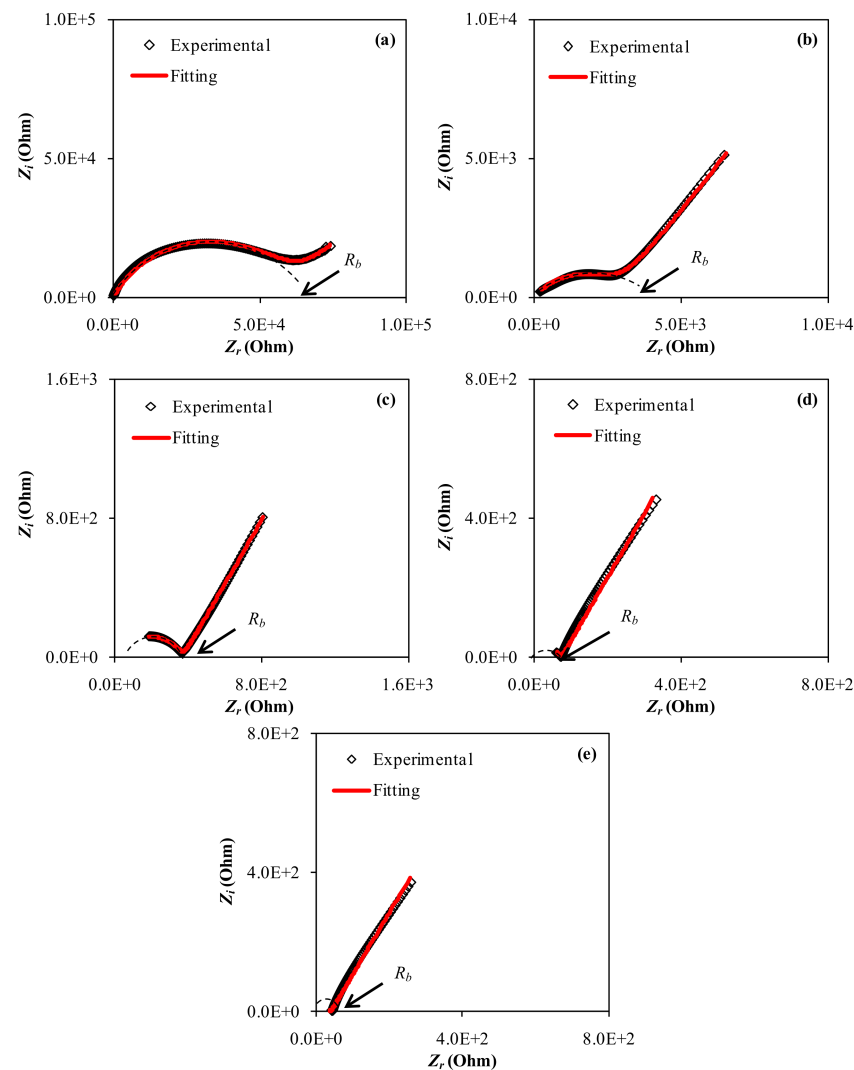 (a)
Experimental
Fitting
1.0E+5
5.0E+4
0.0E+0
Zi (Ohm)
Rb
0.0E+0 5.0E+4 1.0E+5
Zr (Ohm)
(b)
Experimental
Fitting
1.0E+4
5.0E+3
0.0E+0
Zi (Ohm)
Rb
0.0E+0 5.0E+3 1.0E+4
Zr (Ohm)
(c)
Experimental
Fitting
1.6E+3
8.0E+2
0.0E+0
Zi (Ohm)
Rb
0.0E+0 8.0E+2 1.6E+3
Zr (Ohm)
(d)
Experimental
Fitting
8.0E+2
4.0E+2
0.0E+0
Zi (Ohm)
Rb
0.0E+0 4.0E+2 8.0E+2
Zr (Ohm)
(e)
Experimental
Fitting
8.0E+2
4.0E+2
0.0E+0
Zi (Ohm)
Rb
0.0E+0 4.0E+2 8.0E+2
Zr (Ohm)